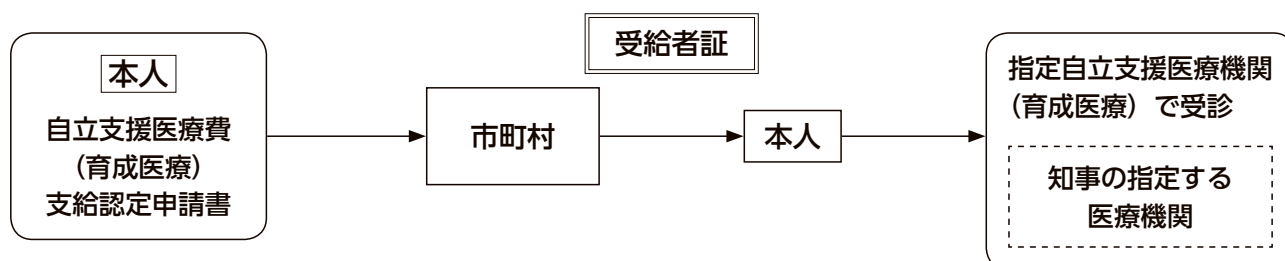 本人
自立支援医療費
（育成医療）
支給認定申請書
市町村
受給者証
本人
指定自立支援医療機関
（育成医療）で受診
知事の指定する
医療機関